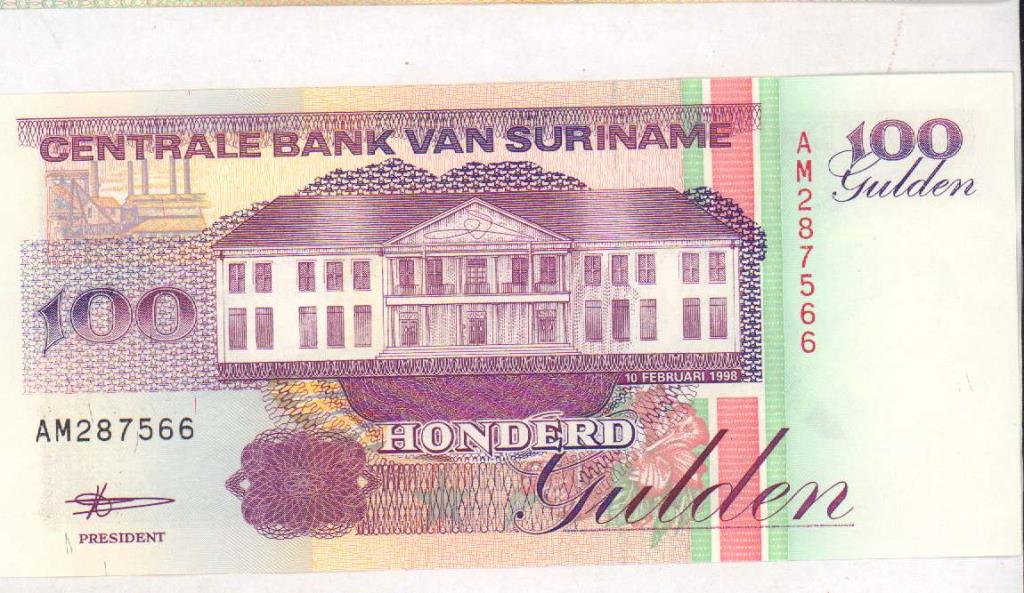 CENTRALE BANK VAN SURINAME
100
Gulden
AM287566
100
10 FEBRUARI 1998
AM287566
HONDERD
Gulden
PRESIDENT